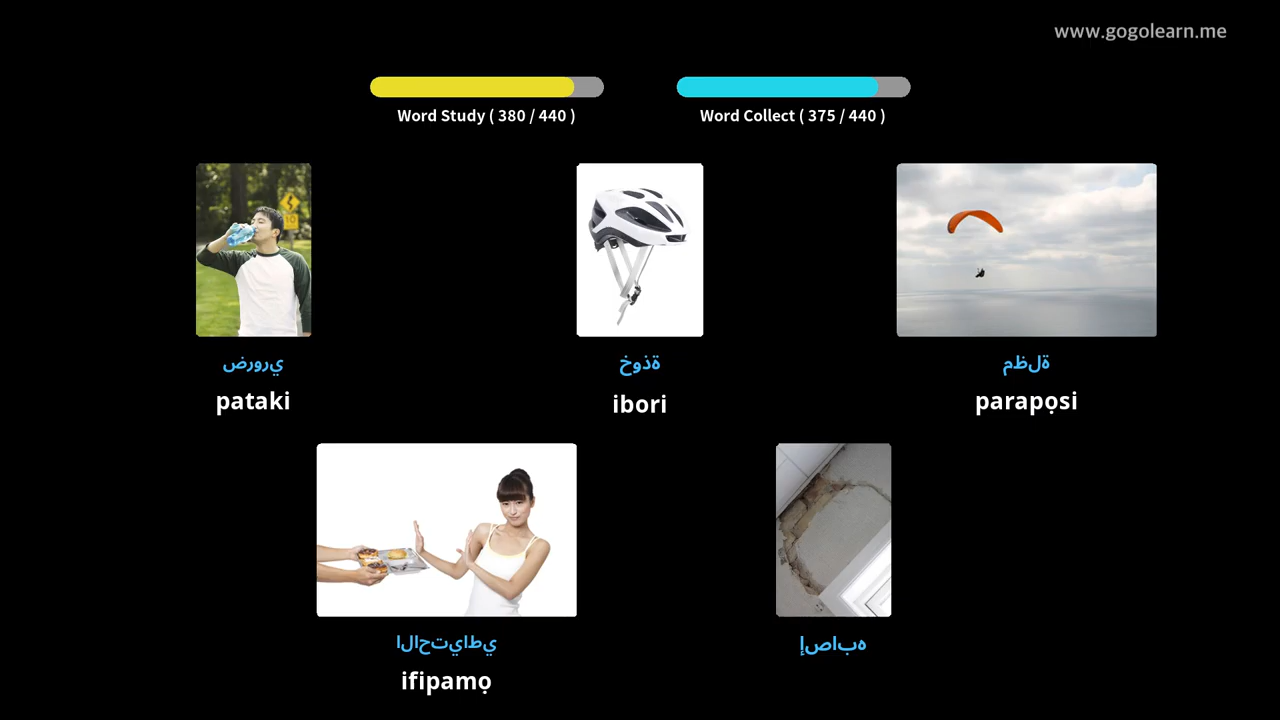 www.gogolearn.me
Word Study ( 380 / 440 )
Word Collect ( 375 / 440 )
ضروري
pataki
خوذة
ibori
مظلة
parapọsi
الاحتياطي
ifipamọ
إصابه